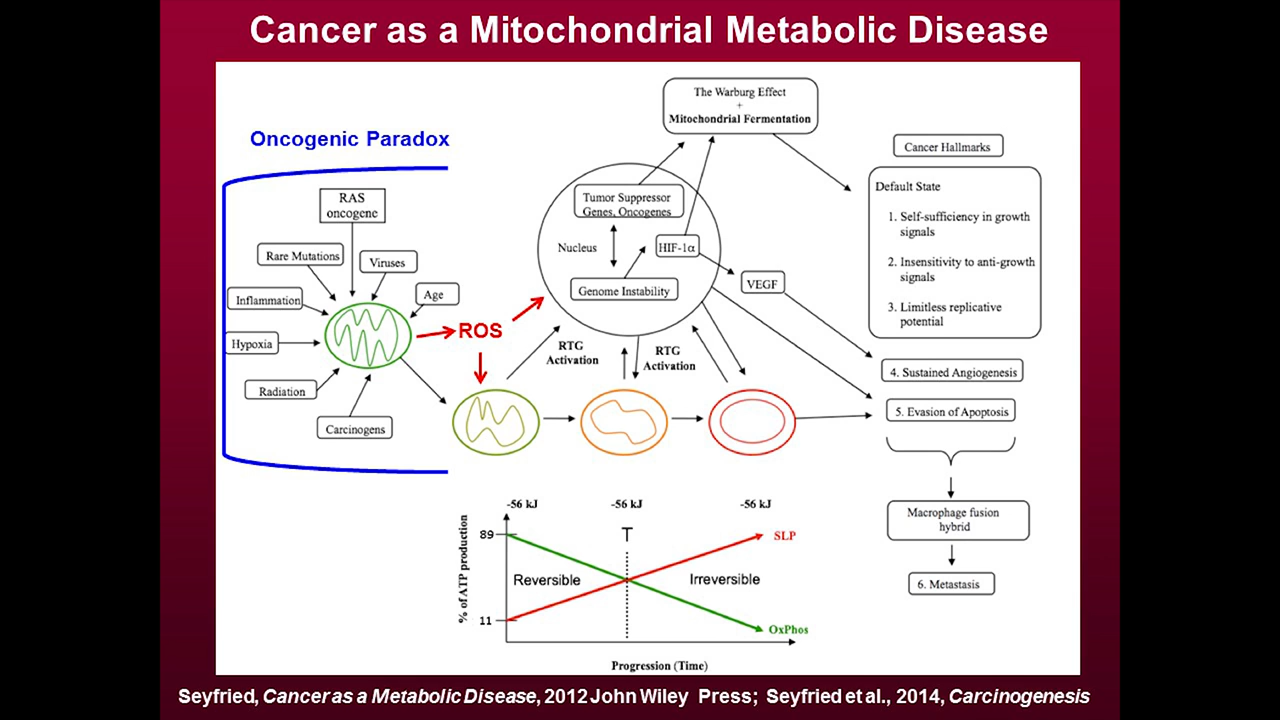 Cancer as a Mitochondrial Metabolic Disease
The Warburg Effect
+
Mitochondrial Fermentation
Oncogenic Paradox
Cancer Hallmarks
RAS
oncogene
Rare Mutations
Viruses
Inflammation
Age
Hypoxia
Radiation
Carcinogens
ROS
Tumor Suppressor
Genes, Oncogenes
Nucleus
HIF-1α
Genome Instability
VEGF
RTG
Activation
RTG
Activation
Default State
1. Self-sufficiency in growth
signals
2. Insensitivity to anti-growth
signals
3. Limitless replicative
potential
4. Sustained Angiogenesis
5. Evasion of Apoptosis
Macrophage fusion
hybrid
6. Metastasis
-56 kJ
-56 kJ
-56 kJ
% of ATP production
89
11
T
SLP
Reversible
Irreversible
OxPhos
Progression (Time)
Seyfried, Cancer as a Metabolic Disease, 2012 John Wiley Press; Seyfried et al., 2014, Carcinogenesis